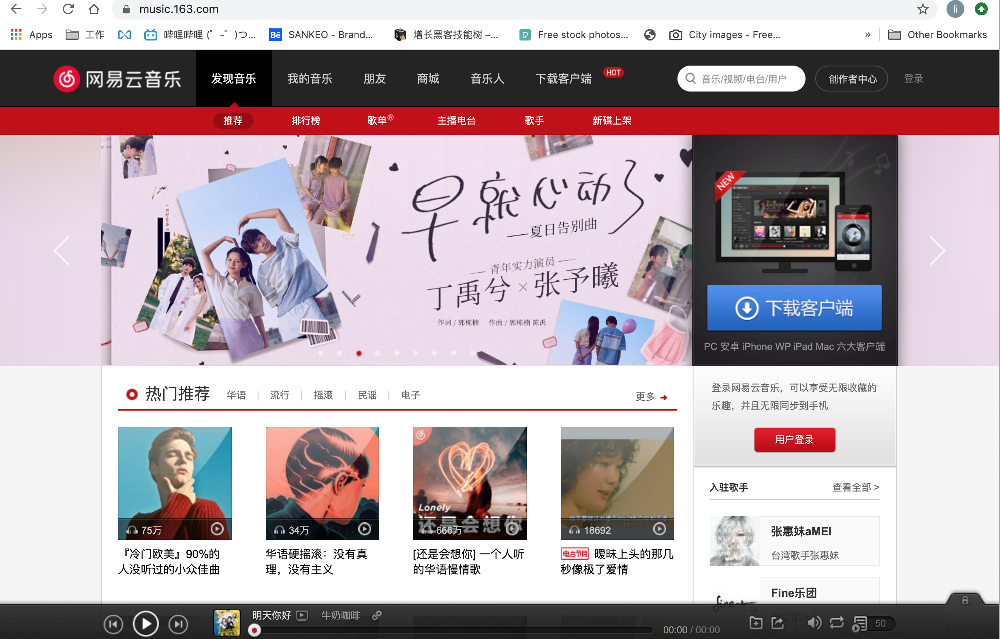 music.163.com
li
Apps
工作
哔哩哔哩 (゜-゜)つ...
Bē
SANKEO - Brand...
增长黑客技能树 –...
Free stock photos...
City images - Free...
»
Other Bookmarks
网易云音乐
发现音乐
我的音乐
朋友
商城
音乐人
下载客户端
HOT
音乐/视频/电台/用户
创作者中心
登录
推荐
排行榜
歌单®
主播电台
歌手
新碟上架
早就心动了
——夏日告别曲
—— 青年实力演员 ——
丁禹兮 × 张予曦
作词 / 郭栋楠 作曲 / 郭栋楠 陈禹
NEW
下载客户端
PC 安卓 iPhone WP iPad Mac 六大客户端
热门推荐
华语 | 流行 | 摇滚 | 民谣 | 电子
更多
登录网易云音乐，可以享受无限收藏的
乐趣，并且无限同步到手机
用户登录
75万
34万
Lonely
还是会想你
666万
18692
『冷门欧美』90%的
人没听过的小众佳曲
华语硬摇滚：没有真
理，没有主义
[还是会想你] 一个人听
的华语慢情歌
电台节目 暧昧上头的那几
秒像极了爱情
入驻歌手
查看全部 >
张惠妹aMEI
台湾歌手张惠妹
Fine乐团
明天你好
牛奶咖啡
00:00 / 00:00
50